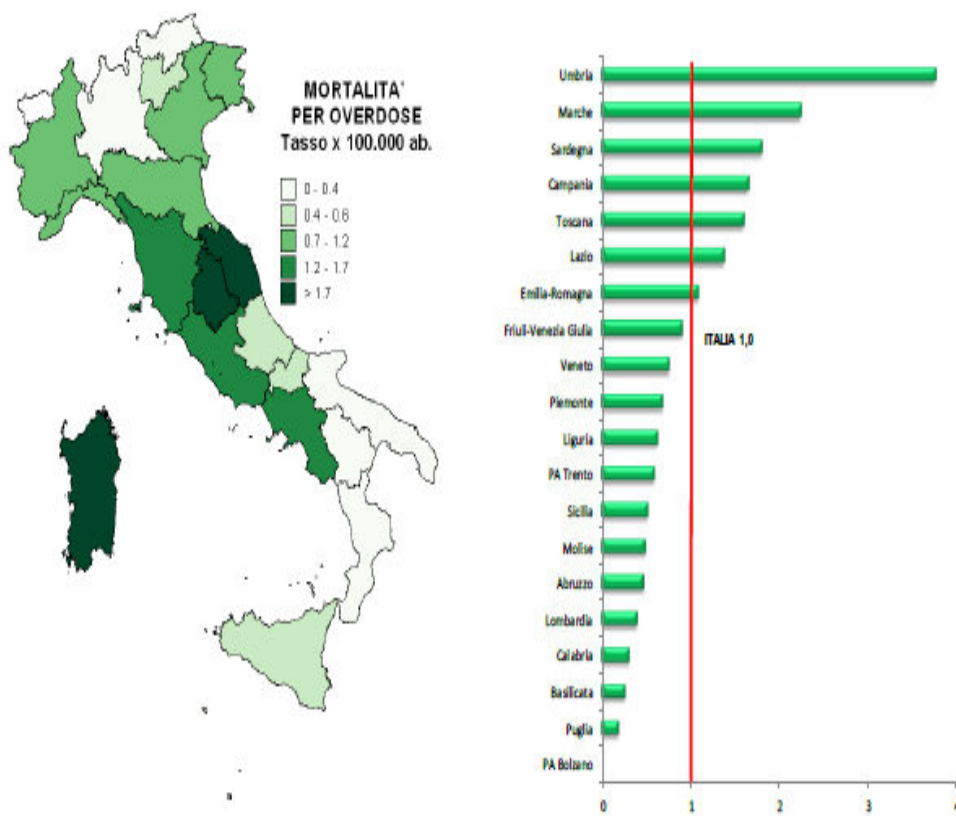 MORTALITA'
PER OVERDOSE
Tasso x 100.000 ab.
0 - 0.4
0.4 - 0.6
0.7 - 1.2
1.2 - 1.7
> 1.7
Umbria
Marche
Sardegna
Campania
Toscana
Lazio
Emilia-Romagna
Friuli-Venezia Giulia
ITALIA 1,0
Veneto
Piemonte
Liguria
PA Trento
Sicilia
Molise
Abruzzo
Lombardia
Calabria
Basilicata
Puglia
PA Bolzano
0 1 2 3 4